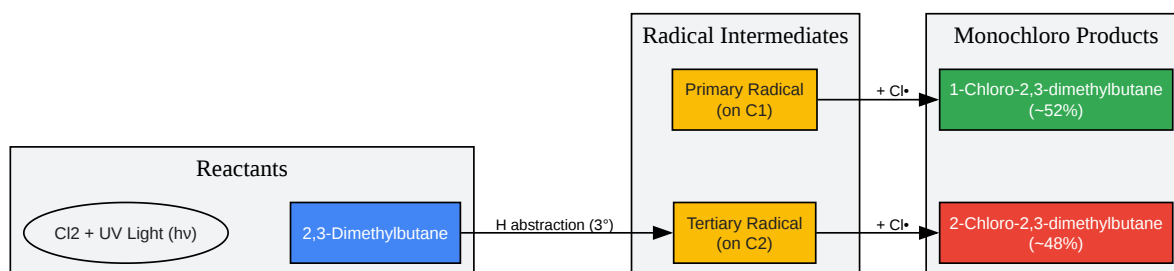 Radical Intermediates
Monochloro Products
Primary Radical
(on C1)
+ Cl•
1-Chloro-2,3-dimethylbutane
(~52%)
Reactants
Cl2 + UV Light (hν)
2,3-Dimethylbutane
H abstraction (3°)
Tertiary Radical
(on C2)
+ Cl•
2-Chloro-2,3-dimethylbutane
(~48%)